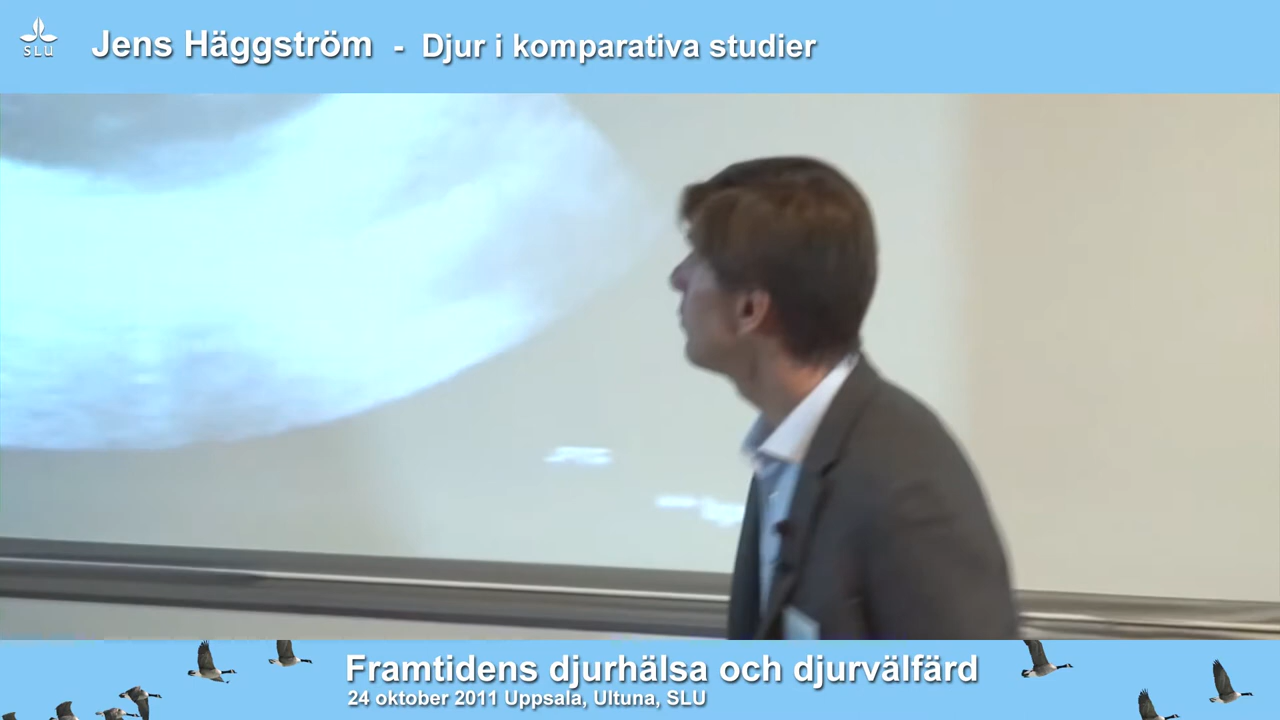 SLU
Jens Häggström - Djur i komparativa studier
Framtidens djurhälsa och djurvälfärd
24 oktober 2011 Uppsala, Ultuna, SLU